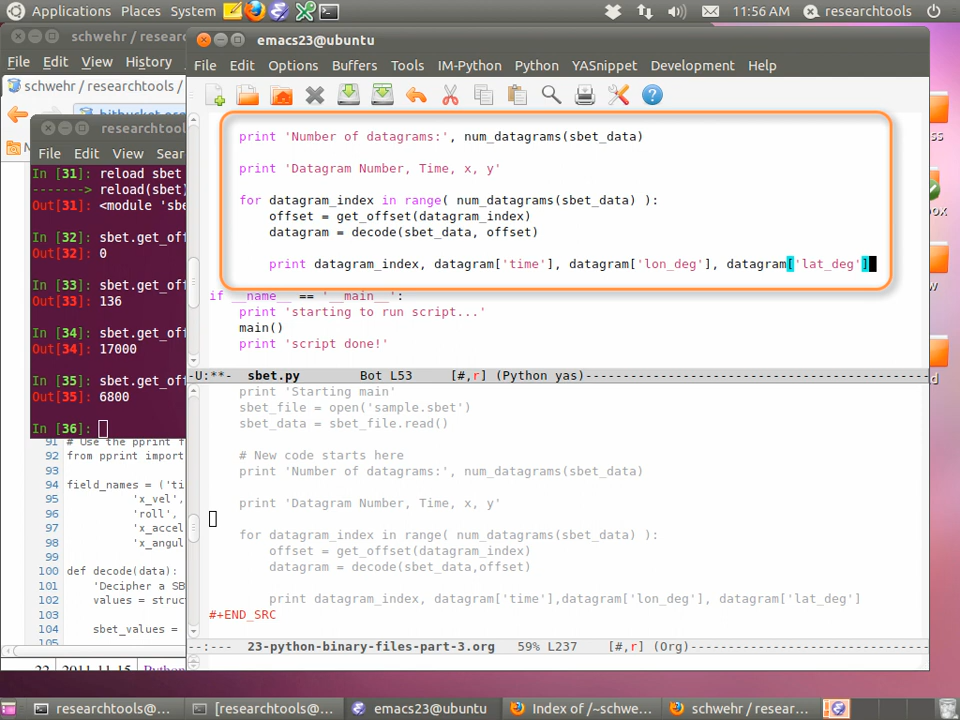 Applications Places System 11:56 AM researchtools
schwehr / resear
emacs23@ubuntu
File Edit View History
File Edit Options Buffers Tools IM-Python Python YASnippet Development Help
schwehr / researchtools /
bitbucket.org
researchtool
File Edit View Sear
In [31]: reload sbet
-------> reload(sbet)
Out[31]: <module 'sbe
In [32]: sbet.get_off
Out[32]: 0
In [33]: sbet.get_off
Out[33]: 136
In [34]: sbet.get_off
Out[34]: 17000
In [35]: sbet.get_off
Out[35]: 6800
In [36]:
print 'Number of datagrams:', num_datagrams(sbet_data)
print 'Datagram Number, Time, x, y'
for datagram_index in range( num_datagrams(sbet_data) ):
offset = get_offset(datagram_index)
datagram = decode(sbet_data, offset)
print datagram_index, datagram['time'], datagram['lon_deg'], datagram['lat_deg']
if __name__ == '__main__':
print 'starting to run script...'
main()
print 'script done!'
-U:**- sbet.py Bot L53 [#,r] (Python yas)
print 'Starting main'
sbet_file = open('sample.sbet')
sbet_data = sbet_file.read()
# New code starts here
print 'Number of datagrams:', num_datagrams(sbet_data)
print 'Datagram Number, Time, x, y'
for datagram_index in range( num_datagrams(sbet_data) ):
offset = get_offset(datagram_index)
datagram = decode(sbet_data,offset)
print datagram_index, datagram['time'],datagram['lon_deg'], datagram['lat_deg']
#+END_SRC
--:--- 23-python-binary-files-part-3.org 59% L237 [#,r] (Org)
91 # Use the pprint f
92 from pprint import
93
94 field_names = ('ti
95 'x_vel',
96 'roll',
97 'x_accel
98 'x_angul
99
100 def decode(data):
101 'Decipher a SB
102 values = struc
103
104 sbet_values =
105
22 2011-11-15 Python
researchtools@... [researchtools@... emacs23@ubuntu Index of /~schwe... schwehr / resear...